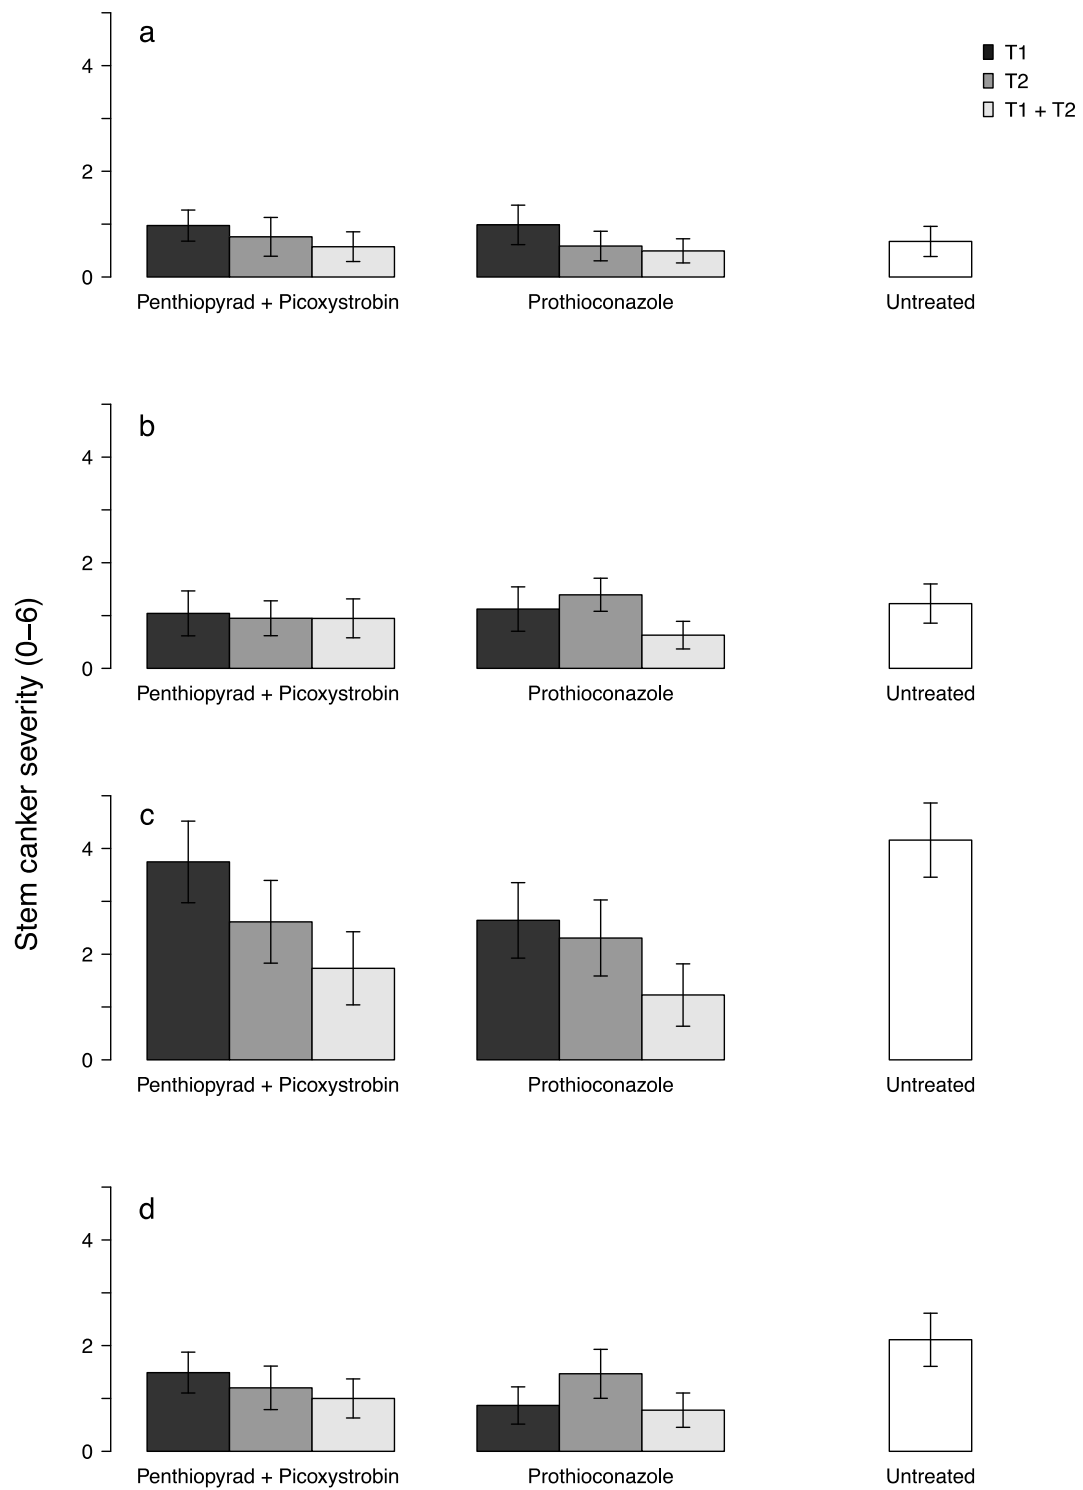 Stem canker severity (0–6)
a
T1
T2
T1 + T2
4
2
0
Penthiopyrad + Picoxystrobin
Prothioconazole
Untreated
b
4
2
0
Penthiopyrad + Picoxystrobin
Prothioconazole
Untreated
c
4
2
0
Penthiopyrad + Picoxystrobin
Prothioconazole
Untreated
d
4
2
0
Penthiopyrad + Picoxystrobin
Prothioconazole
Untreated